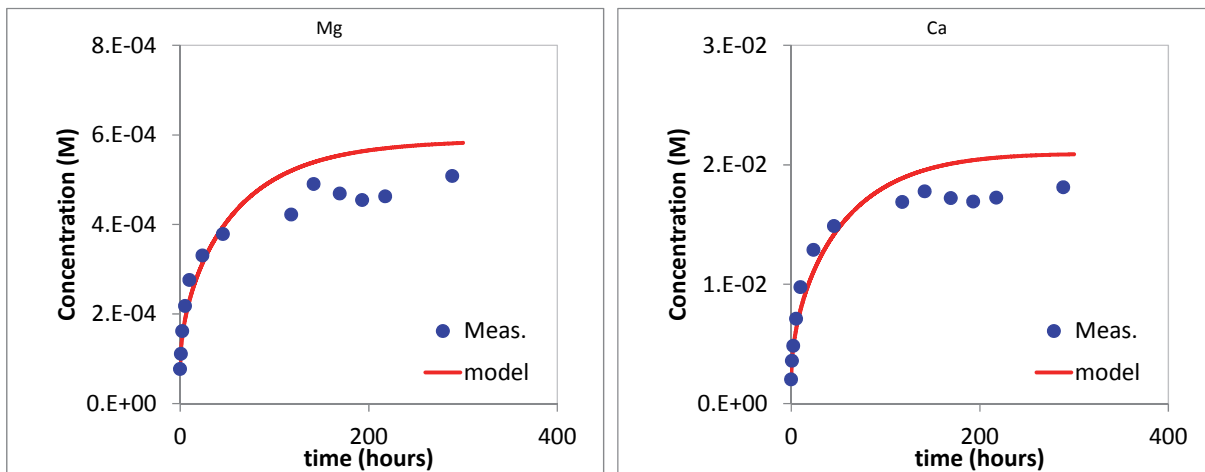 Mg
8.E-04
6.E-04
4.E-04
2.E-04
0.E+00
Concentration (M)
0
200
400
time (hours)
Meas.
model
Ca
3.E-02
2.E-02
1.E-02
0.E+00
Concentration (M)
0
200
400
time (hours)
Meas.
model